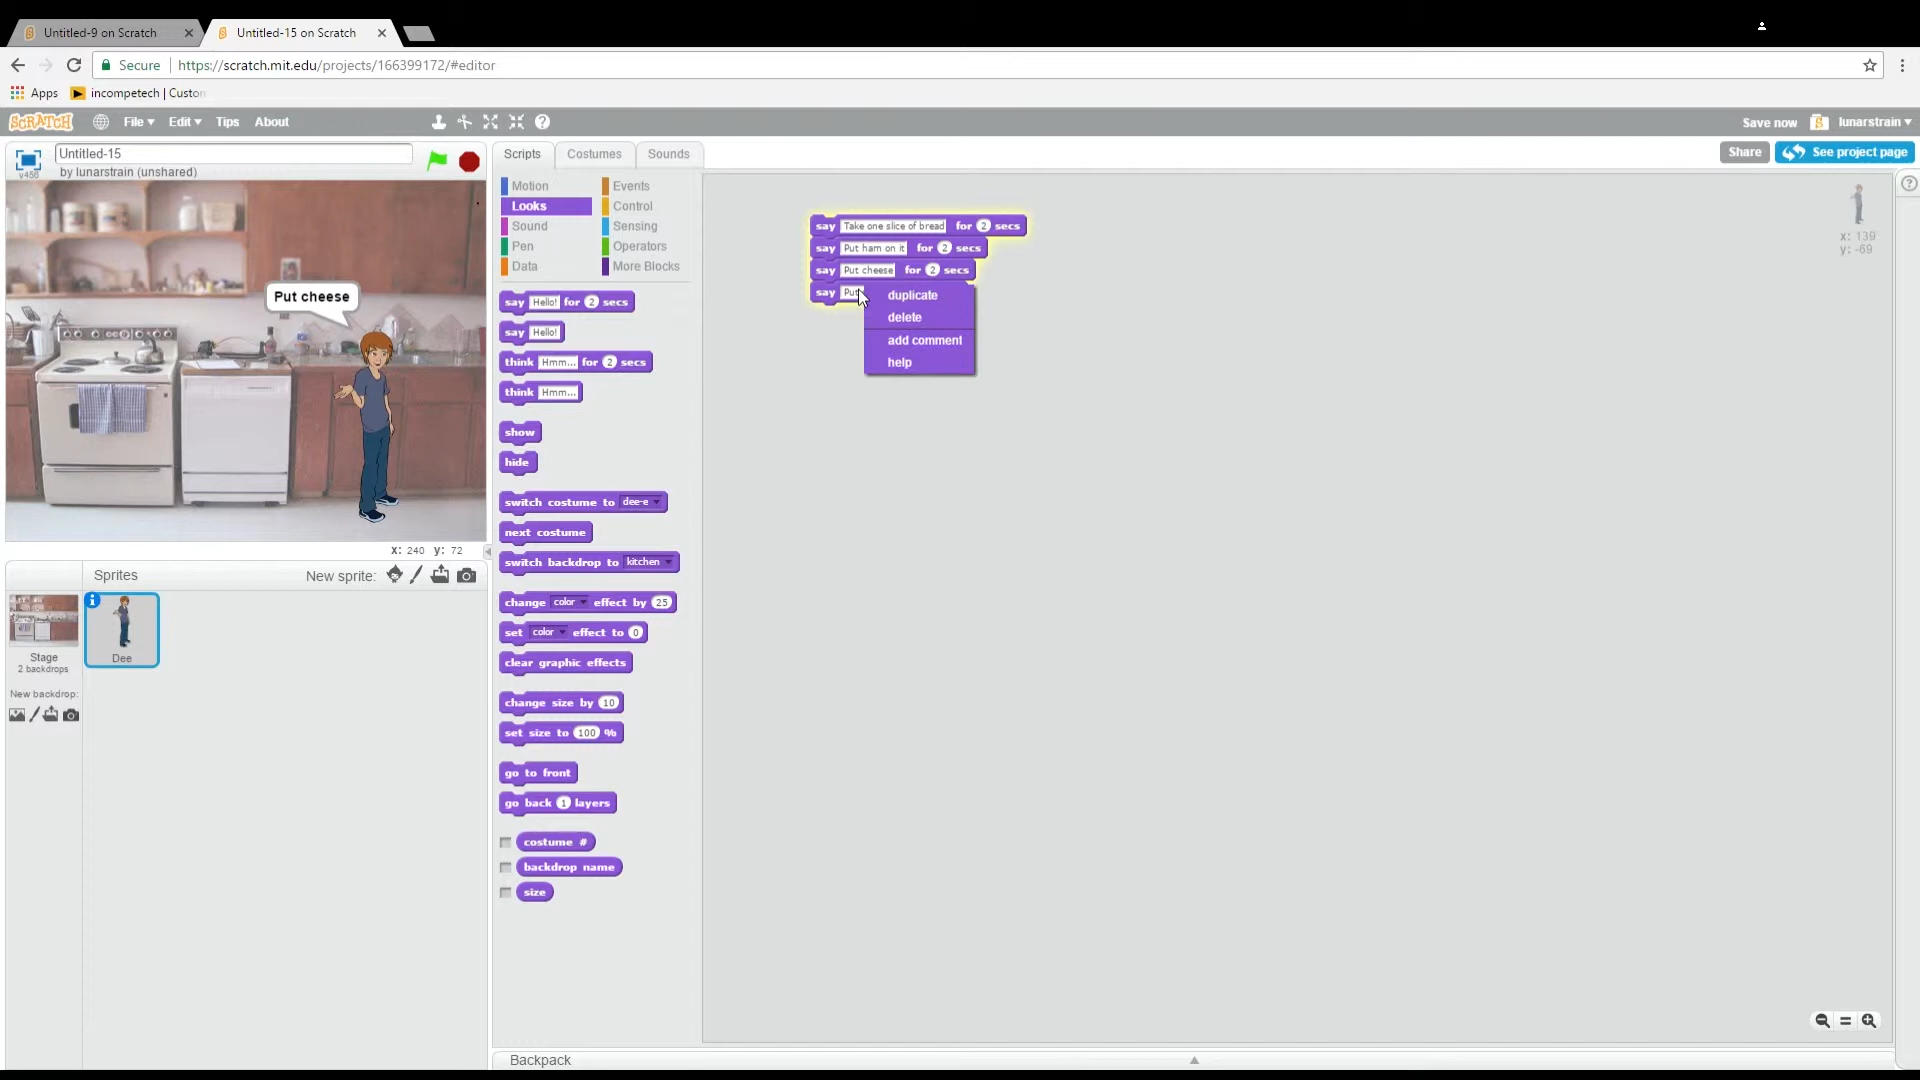 Untitled-9 on Scratch
Untitled-15 on Scratch
Secure https://scratch.mit.edu/projects/166399172/#editor
Apps incompetech | Custom
SCRATCH File Edit Tips About Save now lunarstrain
Untitled-15
by lunarstrain (unshared)
v456
Scripts Costumes Sounds Share See project page
Motion Events
Looks Control
Sound Sensing
Pen Operators
Data More Blocks
say Hello! for 2 secs
say Hello!
think Hmm... for 2 secs
think Hmm...
show
hide
switch costume to dee-e
next costume
switch backdrop to kitchen
change color effect by 25
set color effect to 0
clear graphic effects
change size by 10
set size to 100 %
go to front
go back 1 layers
costume #
backdrop name
size
say Take one slice of bread for 2 secs
say Put ham on it for 2 secs
say Put cheese for 2 secs
say Put
duplicate
delete
add comment
help
x: 139
y: -69
Put cheese
x: 240 y: 72
Sprites New sprite:
Stage
2 backdrops
Dee
New backdrop:
Backpack